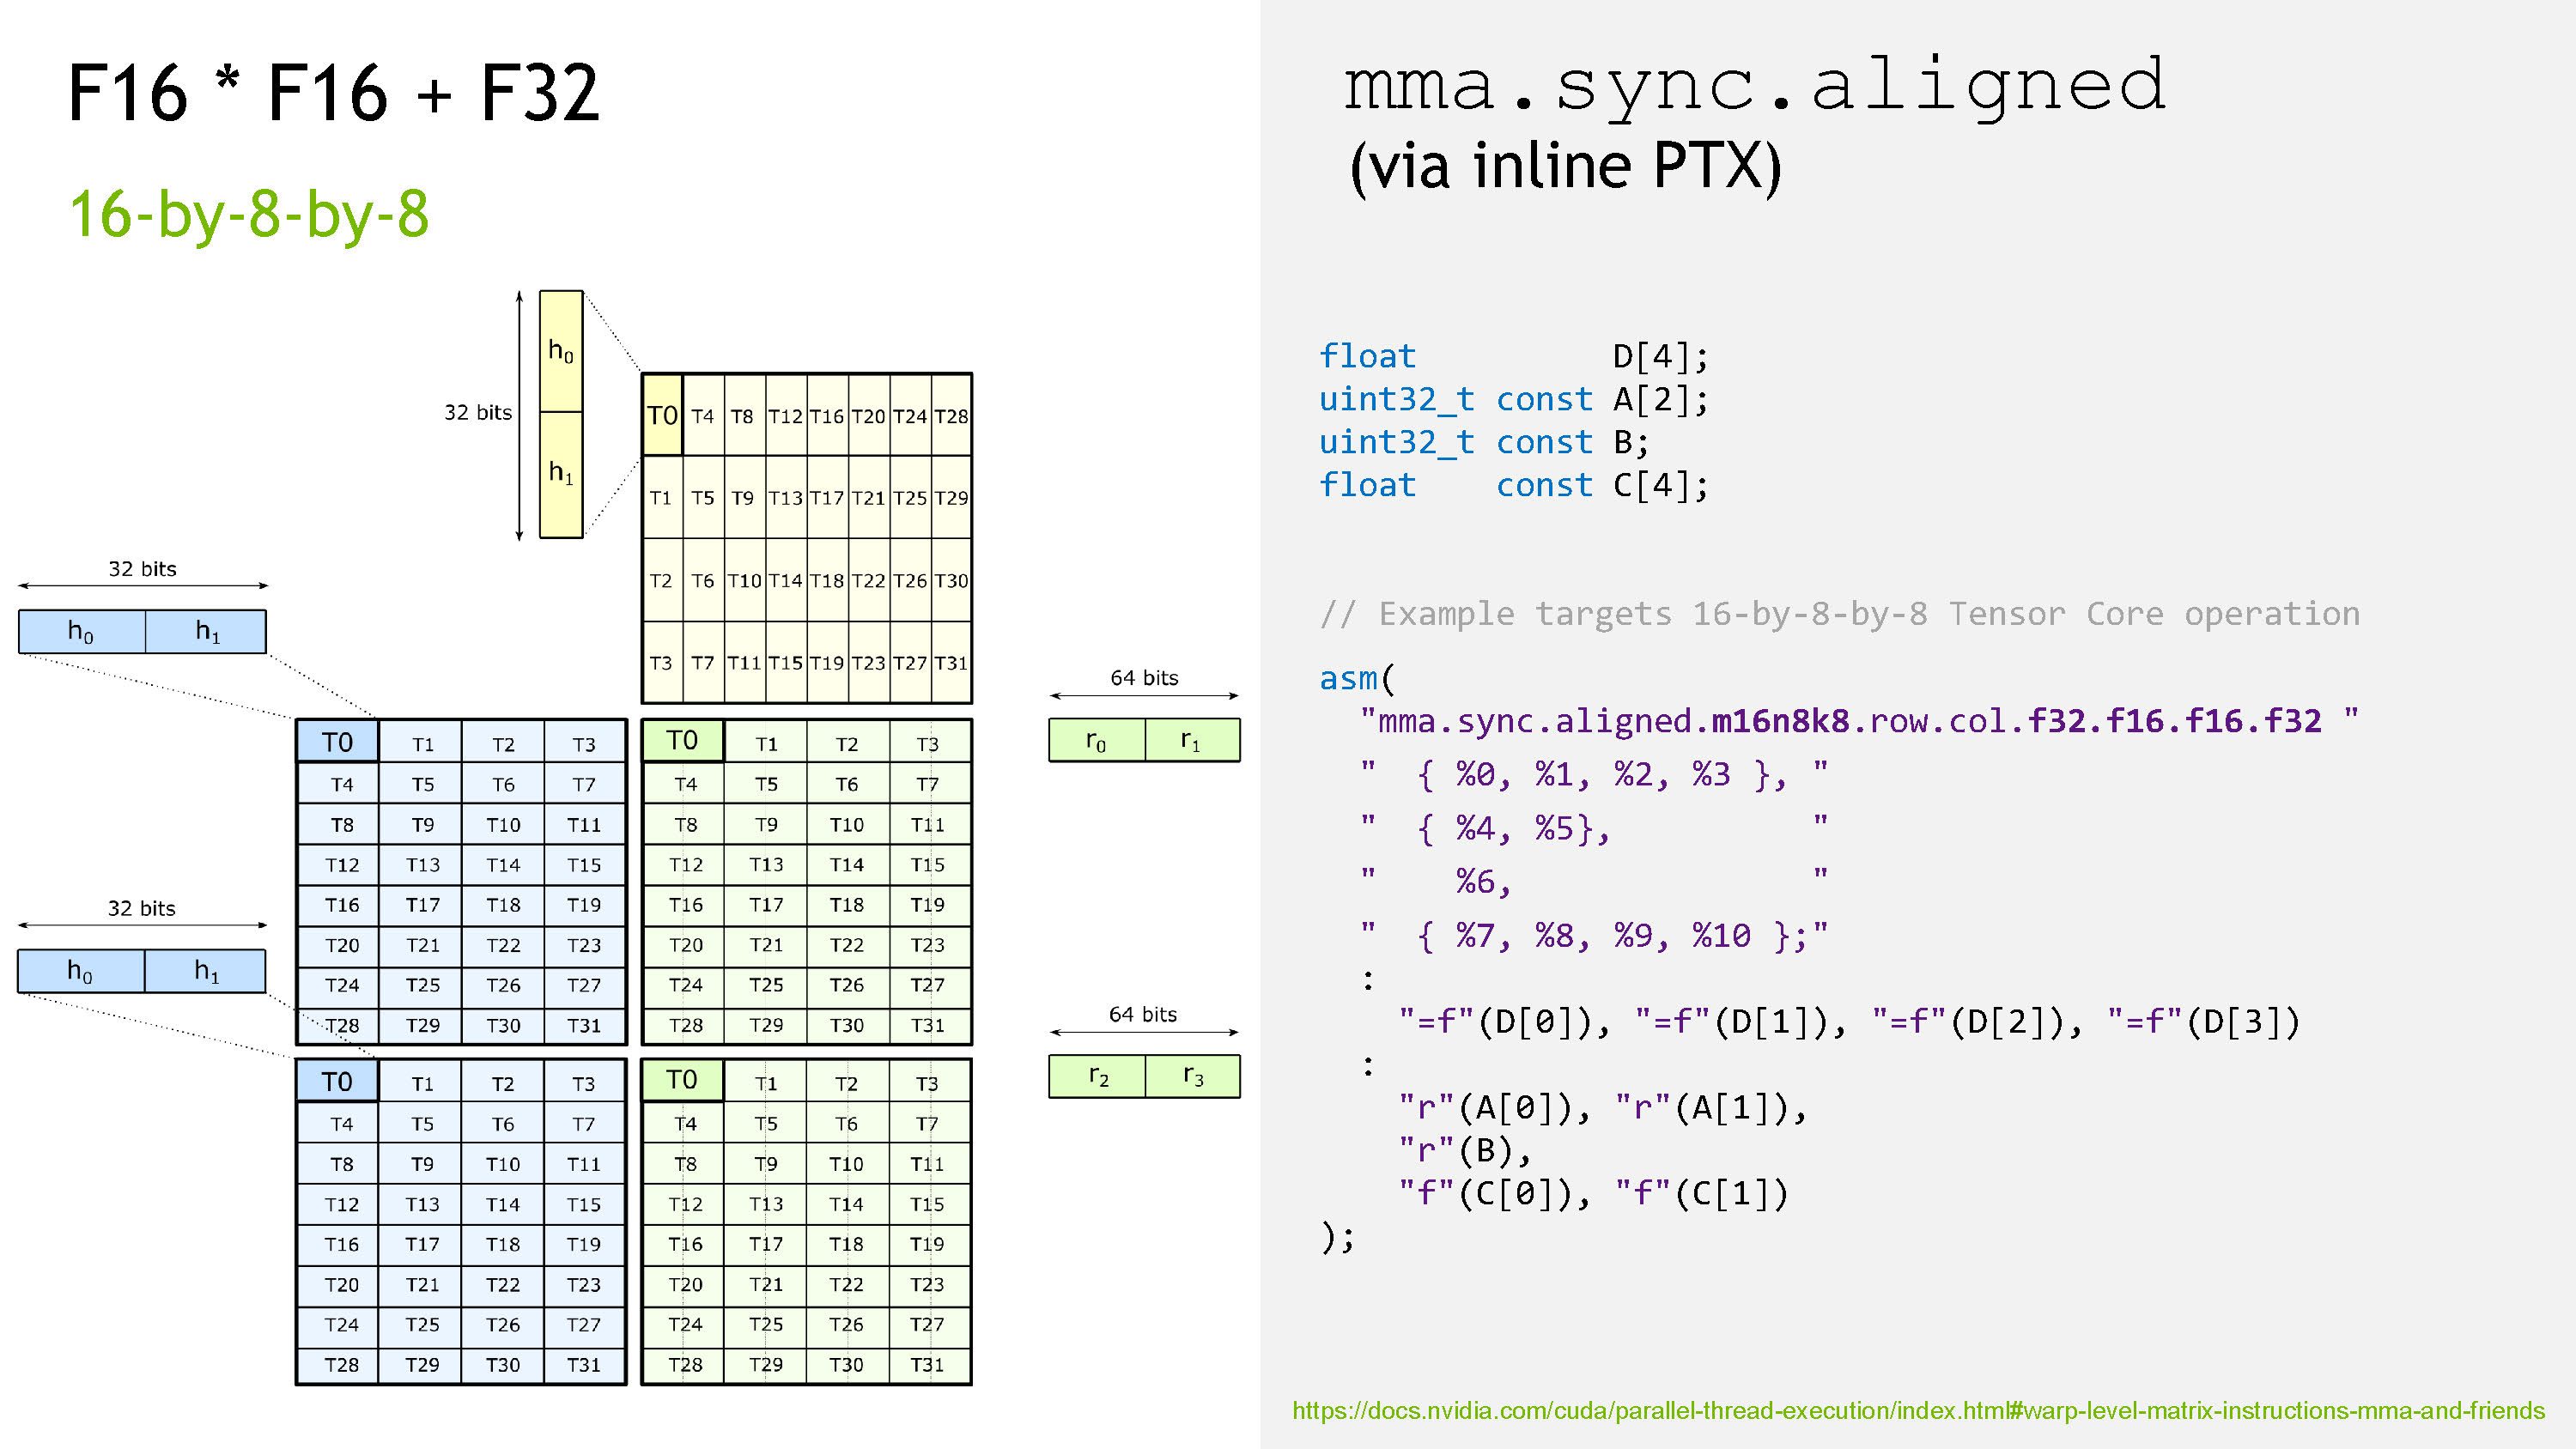 F16 * F16 + F32
16-by-8-by-8
h0
32 bits
h1
T0 T4 T8 T12 T16 T20 T24 T28
T1 T5 T9 T13 T17 T21 T25 T29
T2 T6 T10 T14 T18 T22 T26 T30
T3 T7 T11 T15 T19 T23 T27 T31
32 bits
h0 h1
64 bits
r0 r1
T0 T1 T2 T3 T0 T1 T2 T3
T4 T5 T6 T7 T4 T5 T6 T7
T8 T9 T10 T11 T8 T9 T10 T11
T12 T13 T14 T15 T12 T13 T14 T15
T16 T17 T18 T19 T16 T17 T18 T19
T20 T21 T22 T23 T20 T21 T22 T23
T24 T25 T26 T27 T24 T25 T26 T27
T28 T29 T30 T31 T28 T29 T30 T31
32 bits
h0 h1
64 bits
r2 r3
T0 T1 T2 T3 T0 T1 T2 T3
T4 T5 T6 T7 T4 T5 T6 T7
T8 T9 T10 T11 T8 T9 T10 T11
T12 T13 T14 T15 T12 T13 T14 T15
T16 T17 T18 T19 T16 T17 T18 T19
T20 T21 T22 T23 T20 T21 T22 T23
T24 T25 T26 T27 T24 T25 T26 T27
T28 T29 T30 T31 T28 T29 T30 T31
mma.sync.aligned
(via inline PTX)
float D[4];
uint32_t const A[2];
uint32_t const B;
float const C[4];
// Example targets 16-by-8-by-8 Tensor Core operation
asm(
"mma.sync.aligned.m16n8k8.row.col.f32.f16.f16.f32 "
" { %0, %1, %2, %3 }, "
" { %4, %5}, "
" %6, "
" { %7, %8, %9, %10 };"
:
"=f"(D[0]), "=f"(D[1]), "=f"(D[2]), "=f"(D[3])
:
"r"(A[0]), "r"(A[1]),
"r"(B),
"f"(C[0]), "f"(C[1])
);
https://docs.nvidia.com/cuda/parallel-thread-execution/index.html#warp-level-matrix-instructions-mma-and-friends